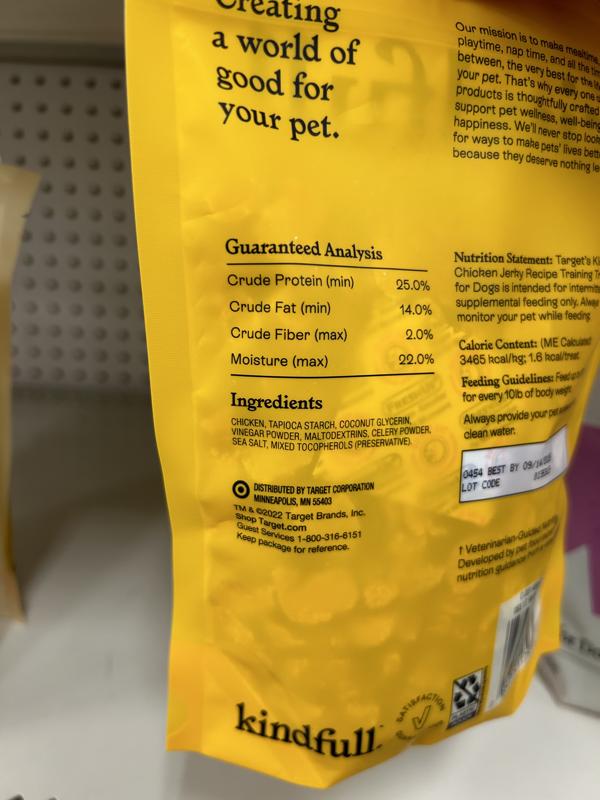 Creating
a world of
good for
your pet.
Our mission is to make mealtime,
playtime, nap time, and all the
between, the very best for the
your pet. That's why every one
products is thoughtfully crafted
support pet wellness, well-being
happiness. We'll never stop
for ways to make pets' lives
because they deserve nothing
Guaranteed Analysis
Crude Protein (min) 25.0%
Crude Fat (min) 14.0%
Crude Fiber (max) 2.0%
Moisture (max) 22.0%
Ingredients
CHICKEN, TAPIOCA STARCH, COCONUT GLYCERIN,
VINEGAR POWDER, MALTODEXTRINS, CELERY POWDER,
SEA SALT, MIXED TOCOPHEROLS (PRESERVATIVE).
DISTRIBUTED BY TARGET CORPORATION
MINNEAPOLIS, MN 55403
TM & ©2022 Target Brands, Inc.
Shop Target.com
Guest Services 1-800-316-6151
Keep package for reference.
Nutrition Statement: Target's
Chicken Jerky Recipe Training
for Dogs is intended for
supplemental feeding only.
monitor your pet while feeding.
Calorie Content: (ME Calculated)
3465 kcal/kg; 1.6 kcal/treat.
Feeding Guidelines: Feed
for every 10lb of body weight
Always provide your pet
clean water.
0454 BEST BY
LOT CODE
† Veterinarian-Guided
Developed by pet
nutrition guidance
kindfull
SATISFACTION